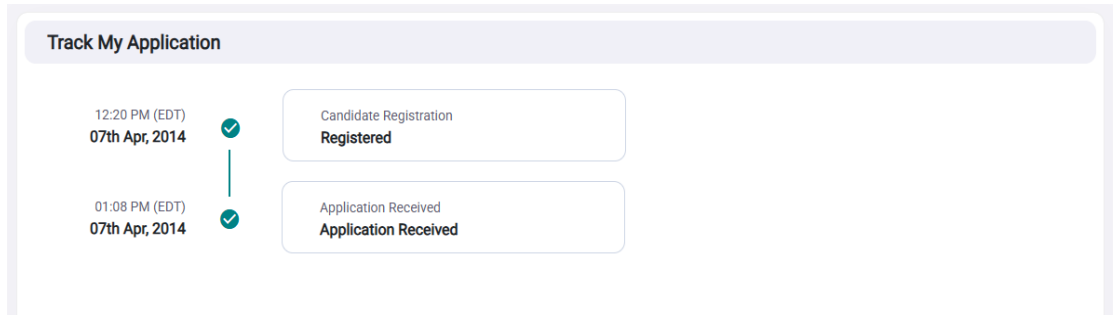 Track My Application
12:20 PM (EDT)
07th Apr, 2014
Candidate Registration
Registered
01:08 PM (EDT)
07th Apr, 2014
Application Received
Application Received